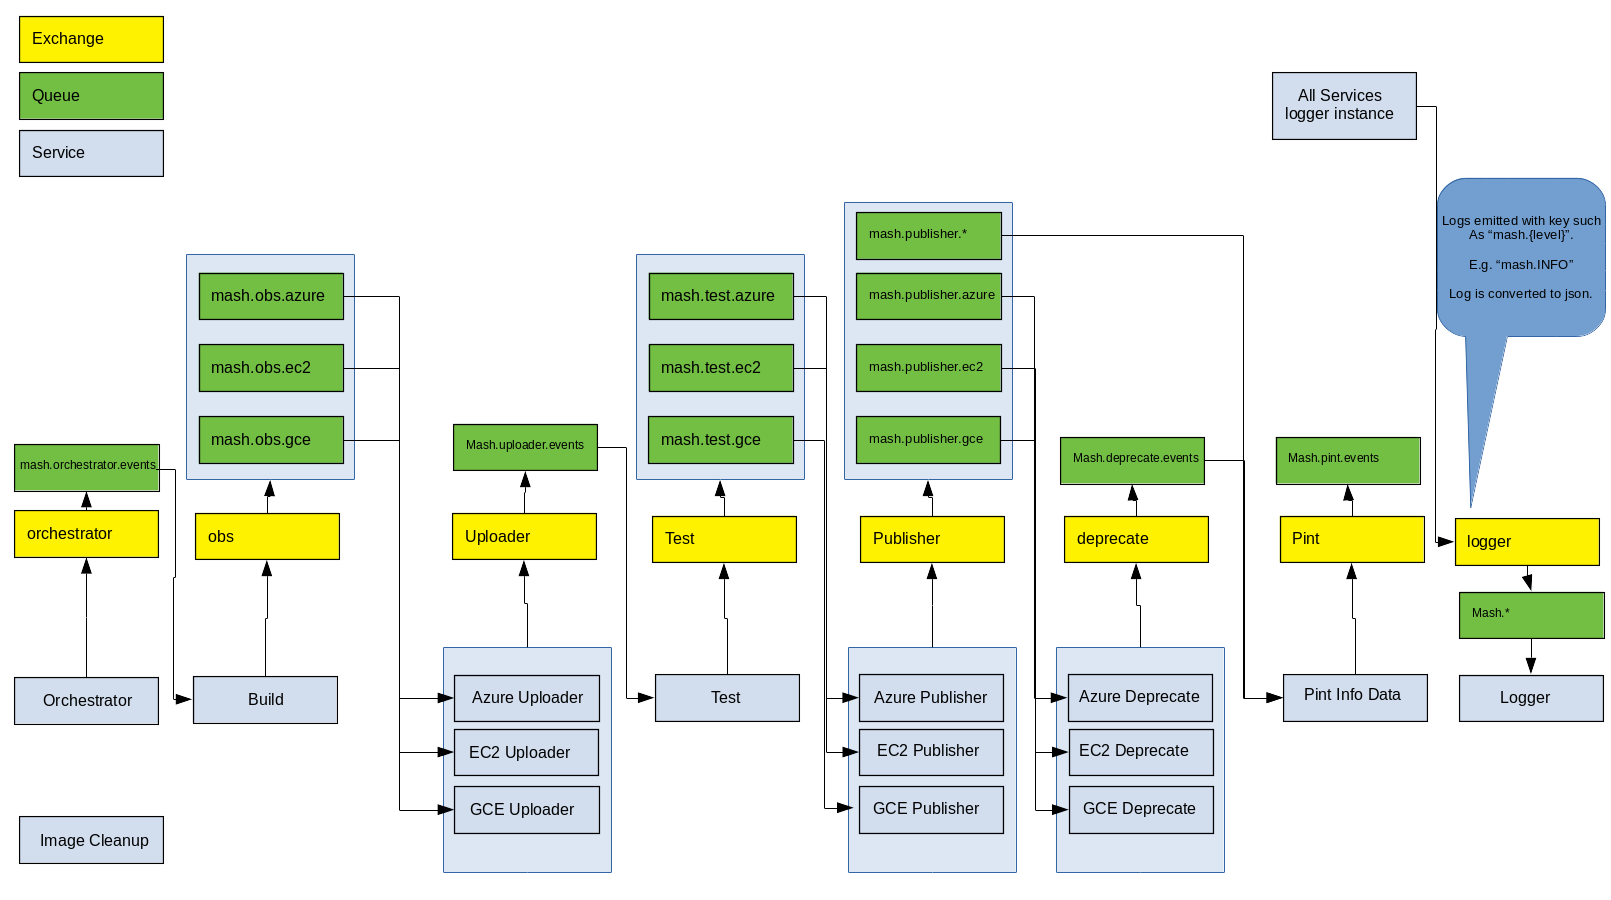 Exchange
Queue
Service
All Services
logger instance
Logs emitted with key such
As “mash.{level}”.
E.g. “mash.INFO”
Log is converted to json.
mash.orchestrator.events
orchestrator
Orchestrator
Image Cleanup
mash.obs.azure
mash.obs.ec2
mash.obs.gce
obs
Build
Mash.uploader.events
Uploader
Azure Uploader
EC2 Uploader
GCE Uploader
mash.test.azure
mash.test.ec2
mash.test.gce
Test
Test
mash.publisher.*
mash.publisher.azure
mash.publisher.ec2
mash.publisher.gce
Publisher
Azure Publisher
EC2 Publisher
GCE Publisher
Mash.deprecate.events
deprecate
Azure Deprecate
EC2 Deprecate
GCE Deprecate
Mash.pint.events
Pint
Pint Info Data
logger
Mash.*
Logger